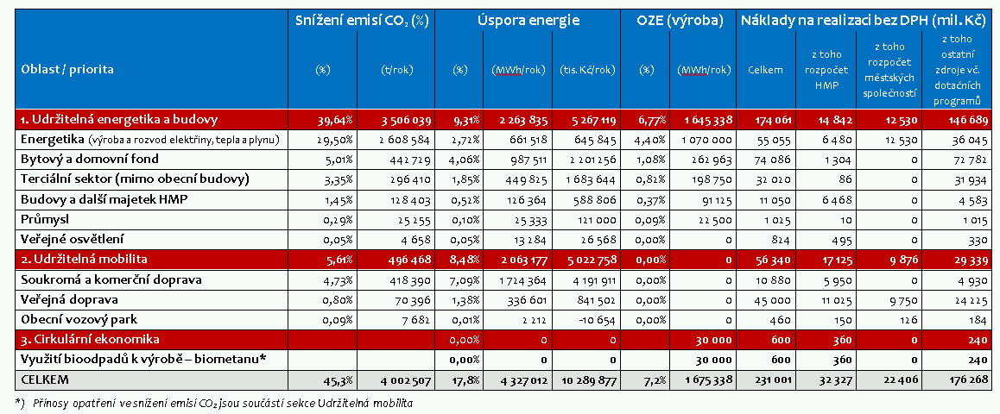 Snížení emisí CO₂ (%) Úspora energie OZE (výroba) Náklady na realizaci bez DPH (mil. Kč)
Oblast / priorita (%) (t/rok) (%) (MWh/rok) (tis. Kč/rok) (%) (MWh/rok) Celkem z toho rozpočet HMP z toho rozpočet městských společností z toho ostatní zdroje vč. dotačních programů
1. Udržitelná energetika a budovy 39,64% 3 506 039 9,31% 2 263 835 5 267 119 6,77% 1 645 338 174 061 14 842 12 530 146 689
Energetika (výroba a rozvod elektřiny, tepla a plynu) 29,50% 2 608 584 2,72% 661 518 645 845 4,40% 1 070 000 55 055 6 480 12 530 36 045
Bytový a domovní fond 5,01% 442 729 4,06% 987 511 2 201 256 1,08% 262 963 74 086 1 304 0 72 782
Terciální sektor (mimo obecní budovy) 3,35% 296 410 1,85% 449 825 1 683 644 0,82% 198 750 32 020 86 0 31 934
Budovy a další majetek HMP 1,45% 128 403 0,52% 126 364 588 806 0,37% 91 125 11 050 6 468 0 4 583
Průmysl 0,29% 25 255 0,10% 25 333 121 000 0,09% 22 500 1 025 10 0 1 015
Veřejné osvětlení 0,05% 4 658 0,05% 13 284 26 568 0,00% 0 824 495 0 330
2. Udržitelná mobilita 5,61% 496 468 8,48% 2 063 177 5 022 758 0,00% 0 56 340 17 125 9 876 29 339
Soukromá a komerční doprava 4,73% 418 390 7,09% 1 724 364 4 191 911 0,00% 0 10 880 5 950 0 4 930
Veřejná doprava 0,80% 70 396 1,38% 336 601 841 502 0,00% 0 45 000 11 025 9 750 24 225
Obecní vozový park 0,09% 7 682 0,01% 2 212 -10 654 0,00% 0 460 150 126 184
3. Cirkulární ekonomika 0,00% 0 0 30 000 600 360 0 240
Využití bioodpadů k výrobě – biometanu* 0,00% 0 0 30 000 600 360 0 240
CELKEM 45,3% 4 002 507 17,8% 4 327 012 10 289 877 7,2% 1 675 338 231 001 32 327 22 406 176 268
*) Přínosy opatření ve snížení emisí CO₂ jsou součástí sekce Udržitelná mobilita